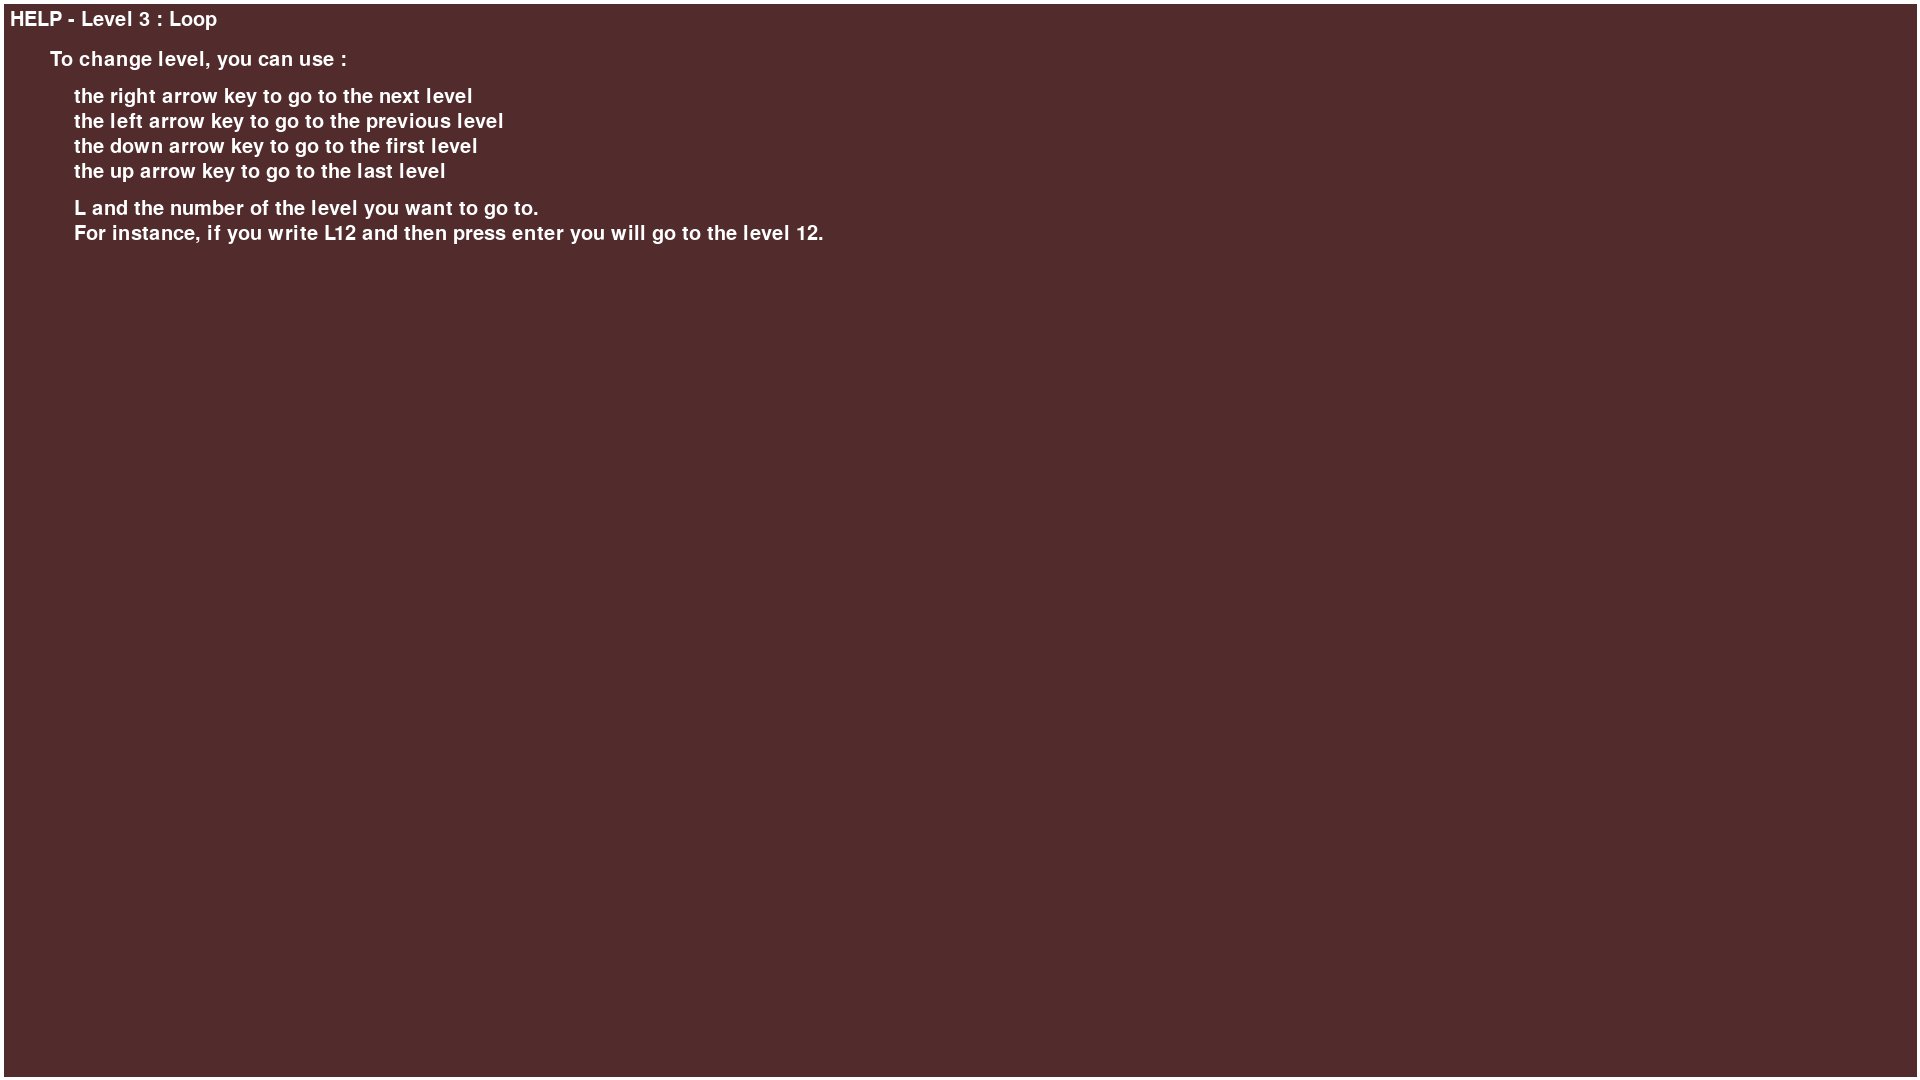 HELP - Level 3 : Loop
To change level, you can use :
the right arrow key to go to the next level
the left arrow key to go to the previous level
the down arrow key to go to the first level
the up arrow key to go to the last level
L and the number of the level you want to go to.
For instance, if you write L12 and then press enter you will go to the level 12.